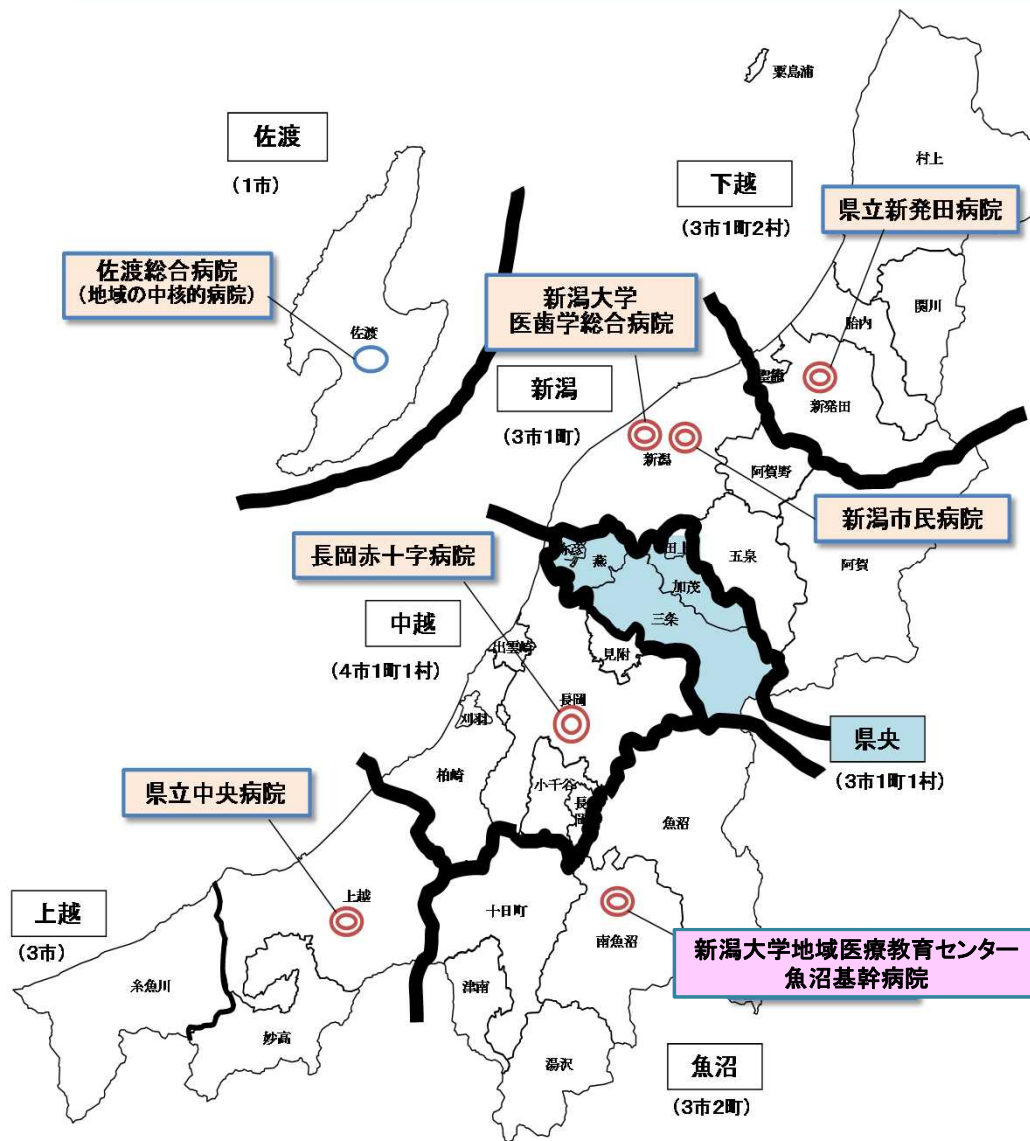 粟島浦
佐渡
(1市)
村上
下越
(3市1町2村)
県立新発田病院
佐渡総合病院
(地域の中核的病院)
佐渡
新潟大学
医歯学総合病院
関川
胎内
新発田
新潟
(3市1町)
新潟
阿賀野
新潟市民病院
長岡赤十字病院
弥彦
燕
田上
加茂
五泉
阿賀
三条
中越
(4市1町1村)
出雲崎
見附
長岡
刈羽
県央
(3市1町1村)
柏崎
小千谷
長岡
魚沼
県立中央病院
上越
(3市)
上越
十日町
南魚沼
新潟大学地域医療教育センター
魚沼基幹病院
糸魚川
妙高
津南
湯沢
魚沼
(3市2町)